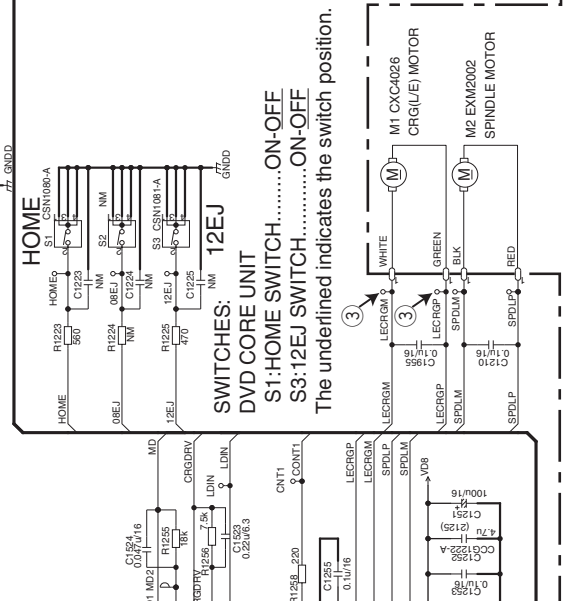 GNDD
HOME
S1
CSN1080-A
S2
NM
S3
CSN1081-A
GNDD
12EJ
HOME
C1223
NM
08EJ
C1224
NM
12EJ
C1225
NM
R1223
560
R1224
NM
R1225
470
HOME
08EJ
12EJ
SWITCHES:
DVD CORE UNIT
S1:HOME SWITCH.........ON-OFF
S3:12EJ SWITCH...........ON-OFF
The underlined indicates the switch position.
M1 CXC4026
CRG(L/E) MOTOR
M2 EXM2002
SPINDLE MOTOR
M
M
WHITE
GREEN
BLK
RED
3
3
LECRGM
LECRGP
SPDLM
SPDLP
C1955
0.1u/16
C1210
0.1u/16
LECRGM
LECRGP
SPDLM
SPDLP
MD
CRGDRV
LDIN
LDIN
CNT1
CONT1
LECRGP
LECRGM
SPDLP
SPDLM
VD8
C1524
0.047u/16
R1255
18k
MD2
R1256
7.5k
C1523
0.22u/6.3
R1258
220
C1255
0.1u/16
C1251
100u/16
C1252
CCG1222-A
4.7u
(2125)
C1253
0.1u/16